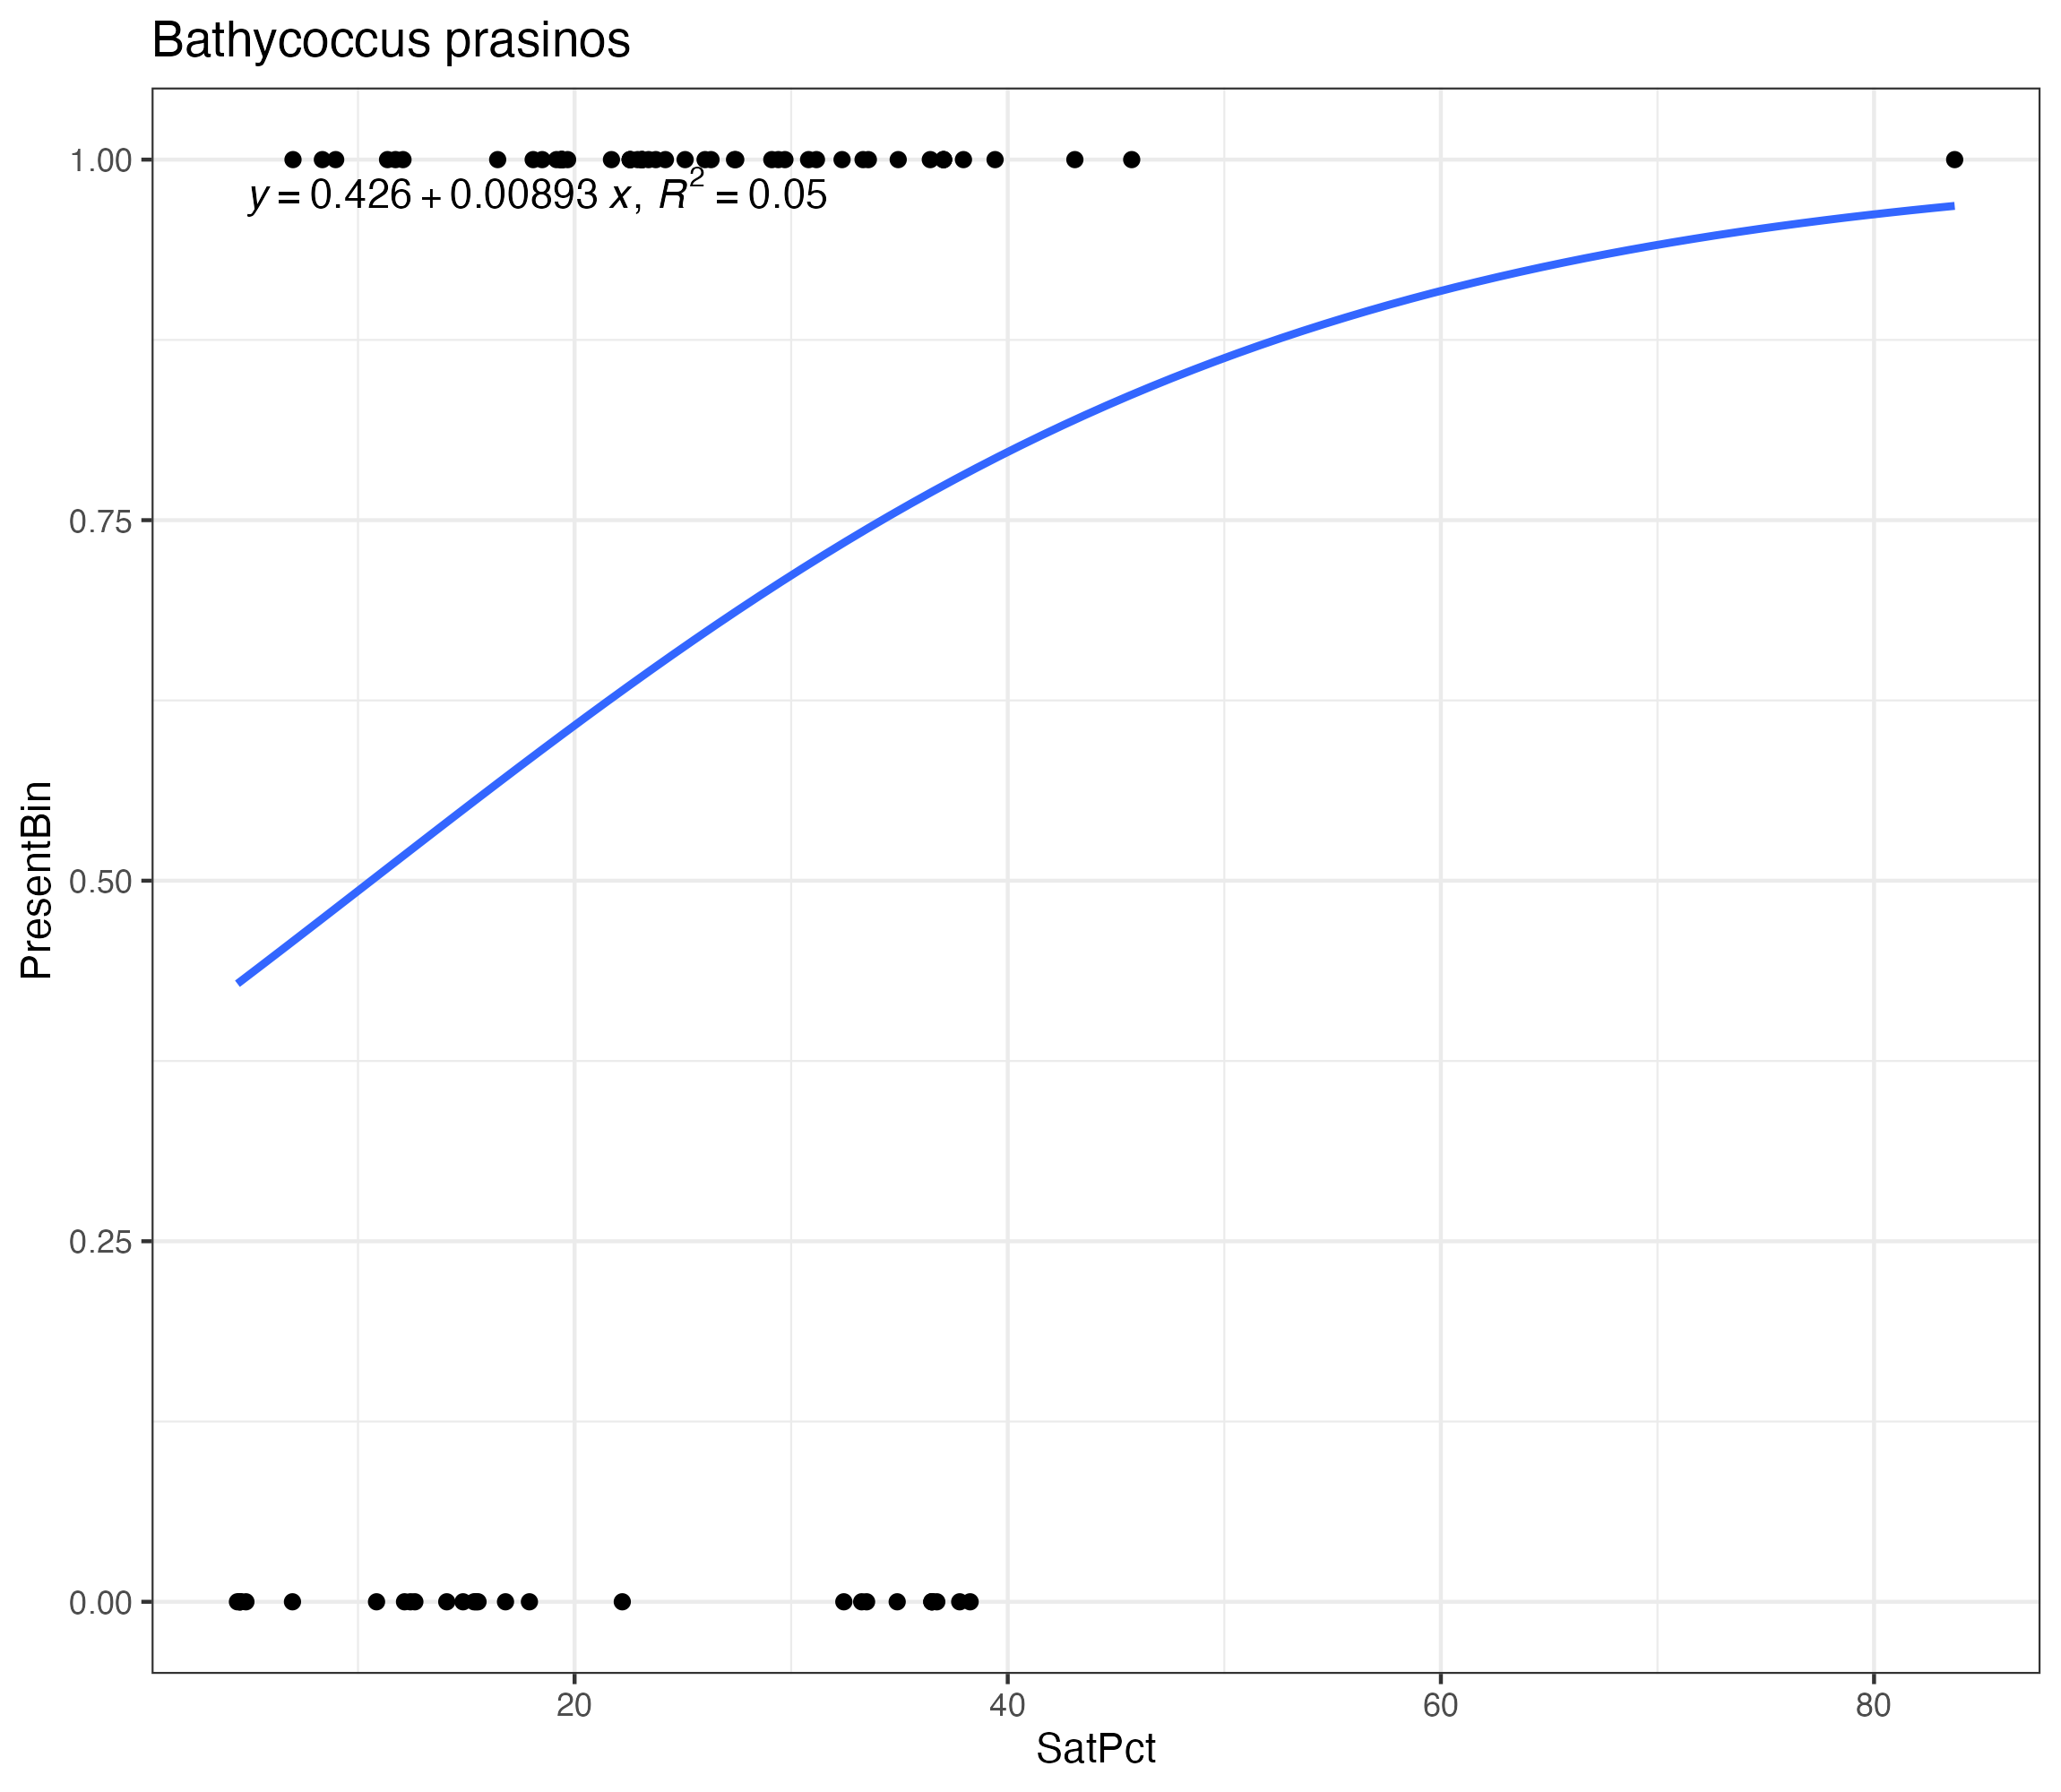 Bathycoccus prasinos
y = 0.426 + 0.00893 x, R² = 0.05
PresentBin
1.00
0.75
0.50
0.25
0.00
20 40 60 80
SatPct